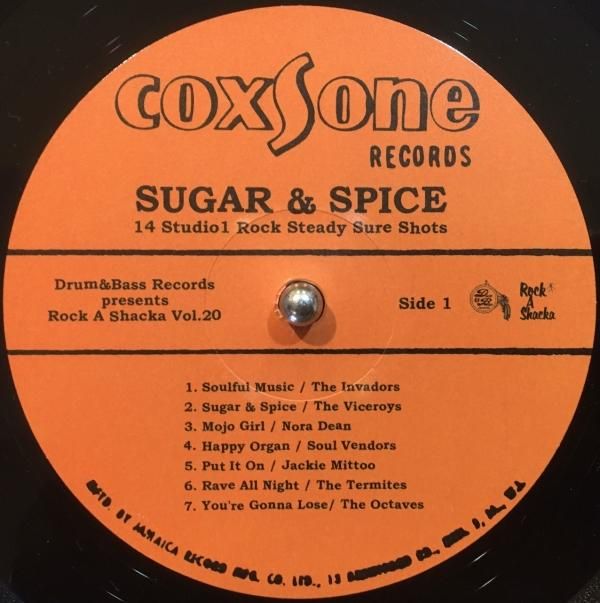 coxsone
RECORDS
SUGAR & SPICE
14 Studio1 Rock Steady Sure Shots
Drum&Bass Records
presents
Rock A Shacka Vol.20
Side 1
Rock
A
Shacka
1. Soulful Music / The Invadors
2. Sugar & Spice / The Viceroys
3. Mojo Girl / Nora Dean
4. Happy Organ / Soul Vendors
5. Put It On / Jackie Mittoo
6. Rave All Night / The Termites
7. You're Gonna Lose/ The Octaves
MFTD. BY JAMAICA RECORD MFG. CO. LTD., 13